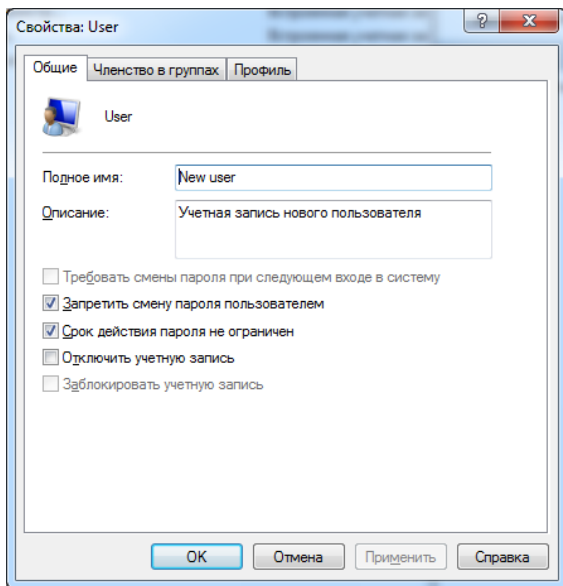 Свойства: User
Общие Членство в группах Профиль
User
Полное имя: New user
Описание: Учетная запись нового пользователя
Требовать смены пароля при следующем входе в систему
Запретить смену пароля пользователем
Срок действия пароля не ограничен
Отключить учетную запись
Заблокировать учетную запись
ОК Отмена Применить Справка